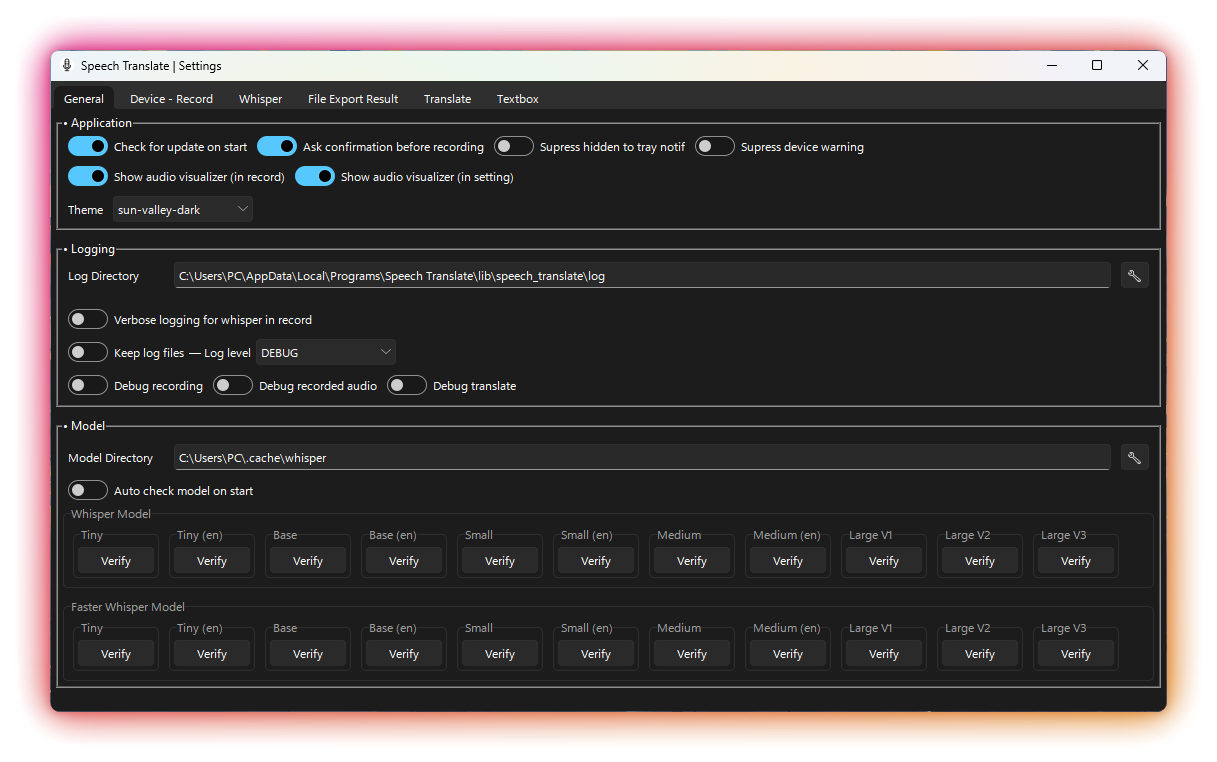 Speech Translate | Settings
General Device - Record Whisper File Export Result Translate Textbox
• Application
Check for update on start Ask confirmation before recording Supress hidden to tray notif Supress device warning
Show audio visualizer (in record) Show audio visualizer (in setting)
Theme sun-valley-dark
• Logging
Log Directory C:\Users\PC\AppData\Local\Programs\Speech Translate\lib\speech_translate\log
Verbose logging for whisper in record
Keep log files — Log level DEBUG
Debug recording Debug recorded audio Debug translate
• Model
Model Directory C:\Users\PC\.cache\whisper
Auto check model on start
Whisper Model
Tiny Tiny (en) Base Base (en) Small Small (en) Medium Medium (en) Large V1 Large V2 Large V3
Verify Verify Verify Verify Verify Verify Verify Verify Verify Verify Verify
Faster Whisper Model
Tiny Tiny (en) Base Base (en) Small Small (en) Medium Medium (en) Large V1 Large V2 Large V3
Verify Verify Verify Verify Verify Verify Verify Verify Verify Verify Verify